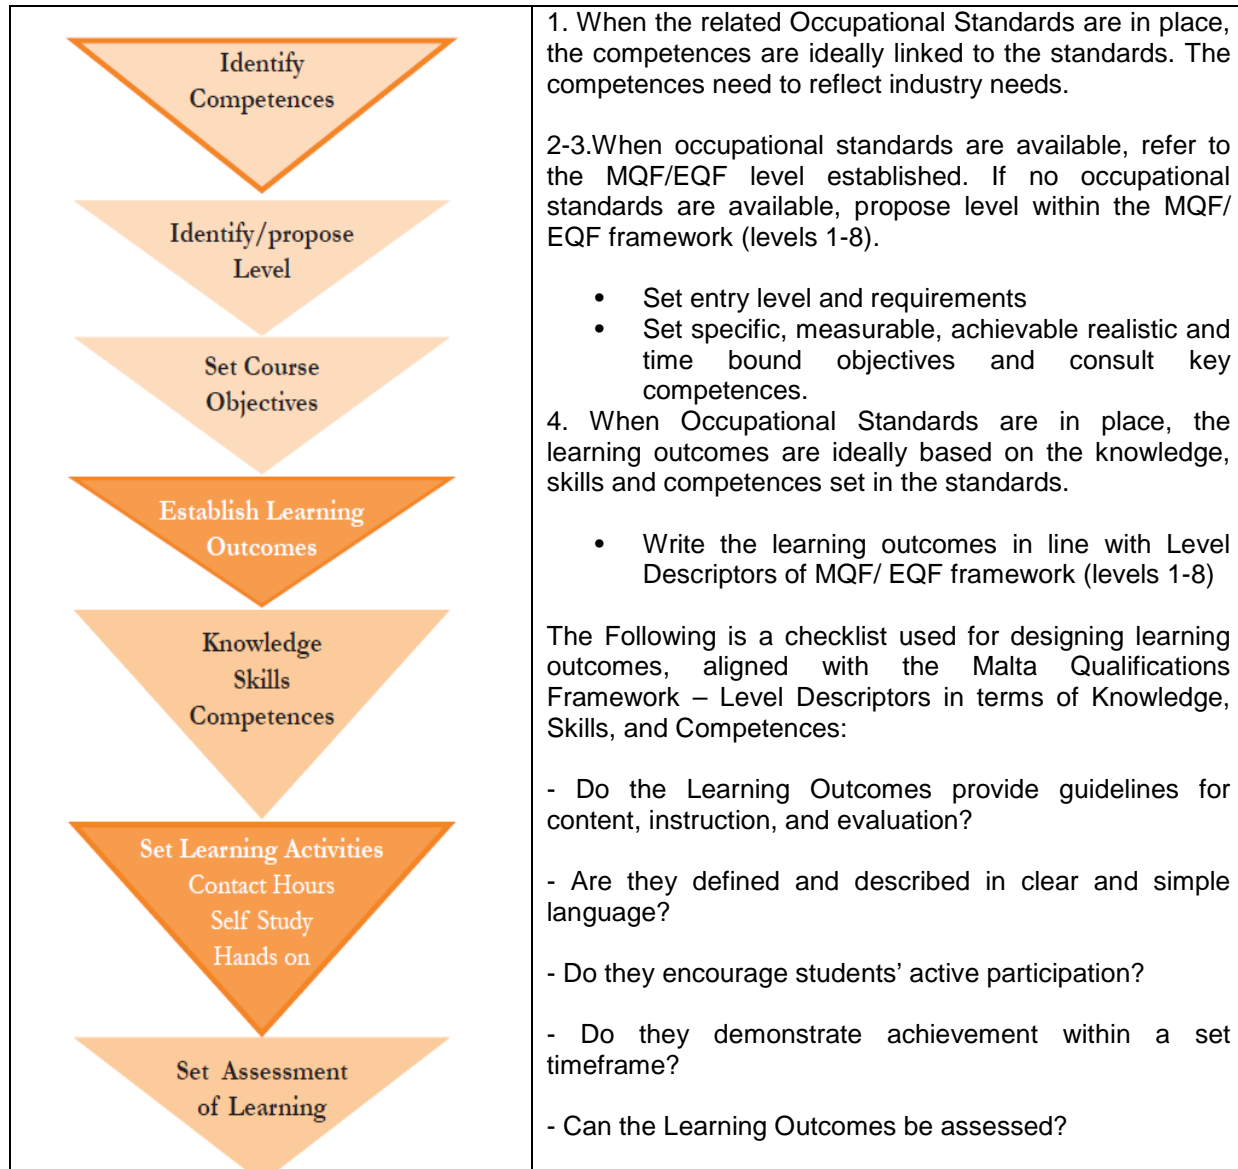 Identify
Competences
Identify/propose
Level
Set Course
Objectives
Establish Learning
Outcomes
Knowledge
Skills
Competences
Set Learning Activities
Contact Hours
Self Study
Hands on
Set Assessment
of Learning
1. When the related Occupational Standards are in place,
the competences are ideally linked to the standards. The
competences need to reflect industry needs.
2-3.When occupational standards are available, refer to
the MQF/EQF level established. If no occupational
standards are available, propose level within the MQF/
EQF framework (levels 1-8).
• Set entry level and requirements
• Set specific, measurable, achievable realistic and
time bound objectives and consult key
competences.
4. When Occupational Standards are in place, the
learning outcomes are ideally based on the knowledge,
skills and competences set in the standards.
• Write the learning outcomes in line with Level
Descriptors of MQF/ EQF framework (levels 1-8)
The Following is a checklist used for designing learning
outcomes, aligned with the Malta Qualifications
Framework – Level Descriptors in terms of Knowledge,
Skills, and Competences:
- Do the Learning Outcomes provide guidelines for
content, instruction, and evaluation?
- Are they defined and described in clear and simple
language?
- Do they encourage students’ active participation?
- Do they demonstrate achievement within a set
timeframe?
- Can the Learning Outcomes be assessed?